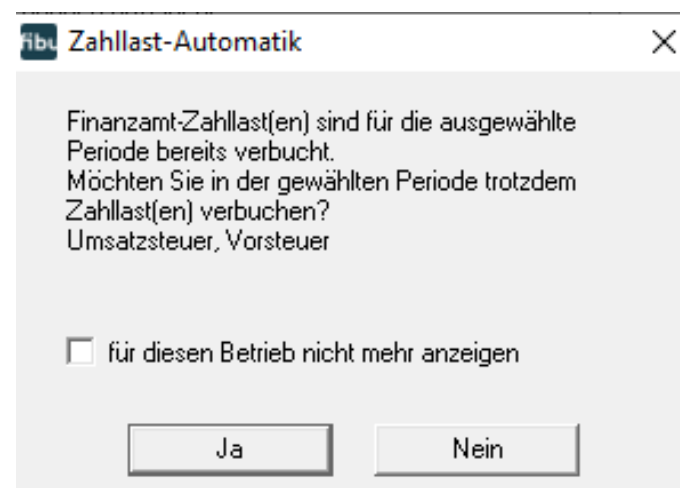 fibu Zahllast-Automatik
Finanzamt-Zahllast(en) sind für die ausgewählte
Periode bereits verbucht.
Möchten Sie in der gewählten Periode trotzdem
Zahllast(en) verbuchen?
Umsatzsteuer, Vorsteuer
für diesen Betrieb nicht mehr anzeigen
Ja
Nein